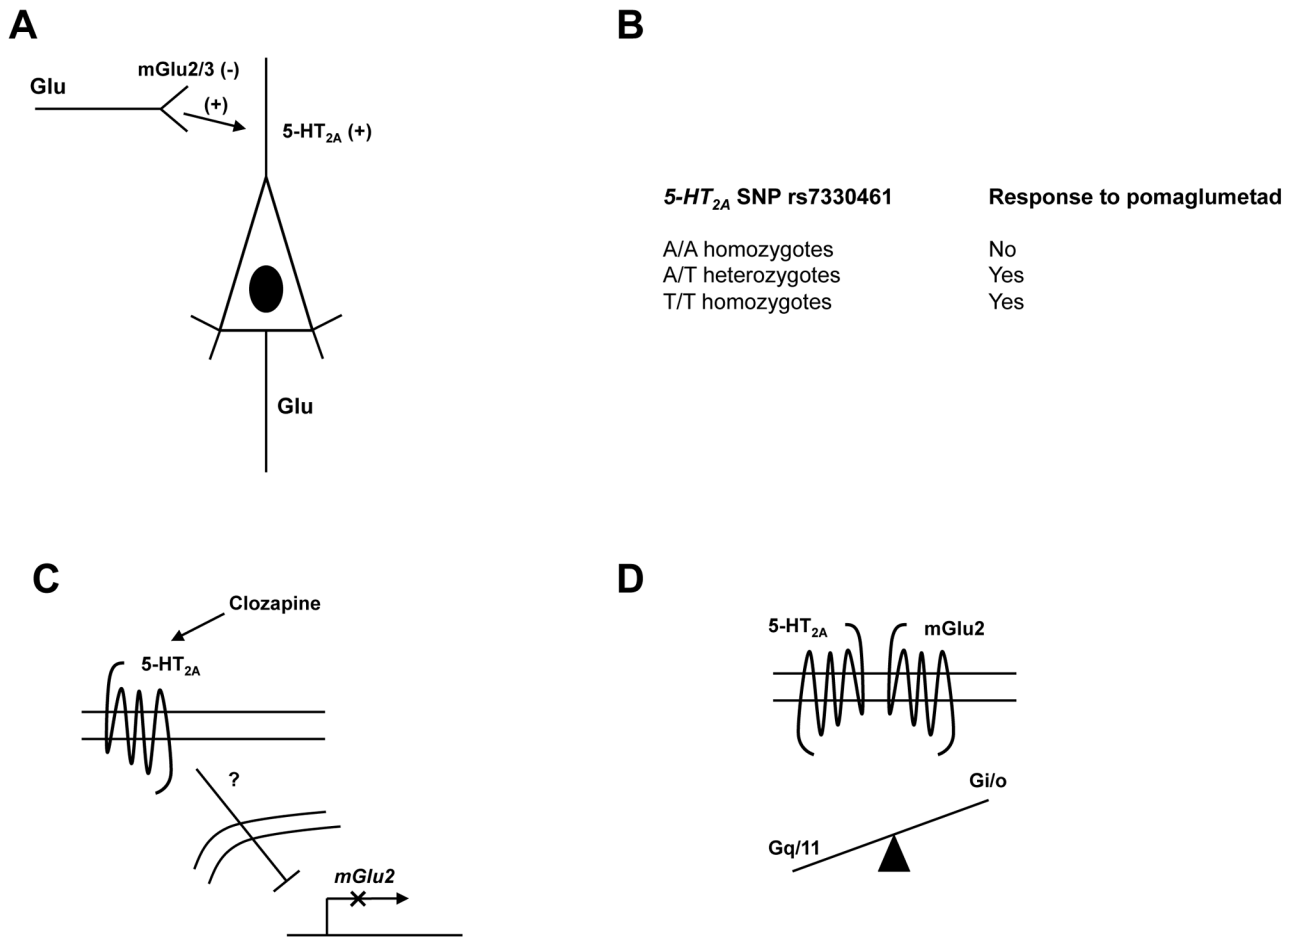 A
mGlu2/3 (-)
Glu
(+)
5-HT2A (+)
Glu
B
5-HT2A SNP rs7330461 Response to pomaglumetad
A/A homozygotes No
A/T heterozygotes Yes
T/T homozygotes Yes
C
Clozapine
5-HT2A
?
mGlu2
D
5-HT2A
mGlu2
Gi/o
Gq/11